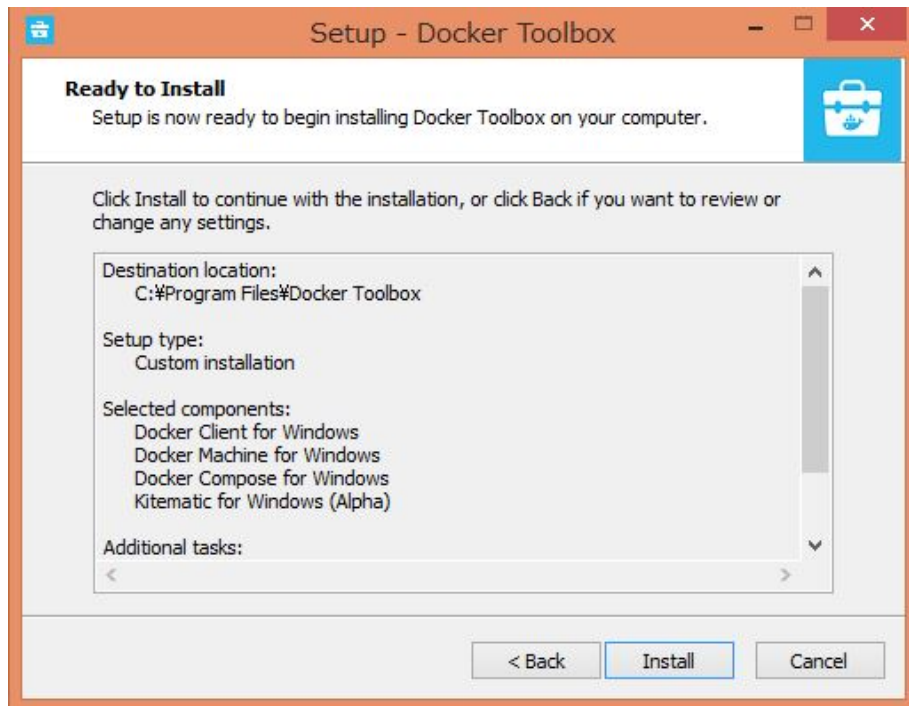 Setup - Docker Toolbox
Ready to Install
Setup is now ready to begin installing Docker Toolbox on your computer.
Click Install to continue with the installation, or click Back if you want to review or
change any settings.
Destination location:
C:¥Program Files¥Docker Toolbox
Setup type:
Custom installation
Selected components:
Docker Client for Windows
Docker Machine for Windows
Docker Compose for Windows
Kitematic for Windows (Alpha)
Additional tasks:
< Back Install Cancel